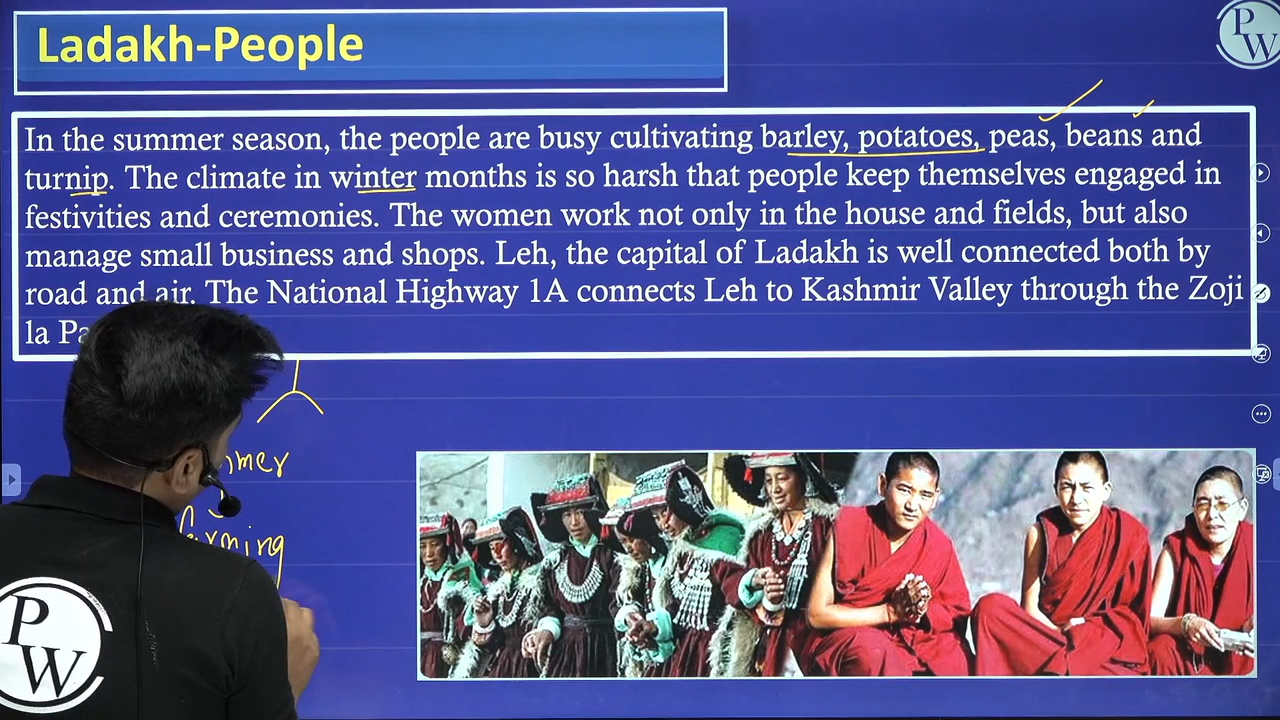 Ladakh-People
PW
In the summer season, the people are busy cultivating barley, potatoes, peas, beans and
turnip. The climate in winter months is so harsh that people keep themselves engaged in
festivities and ceremonies. The women work not only in the house and fields, but also
manage small business and shops. Leh, the capital of Ladakh is well connected both by
road and air. The National Highway 1A connects Leh to Kashmir Valley through the Zoji
la
PW